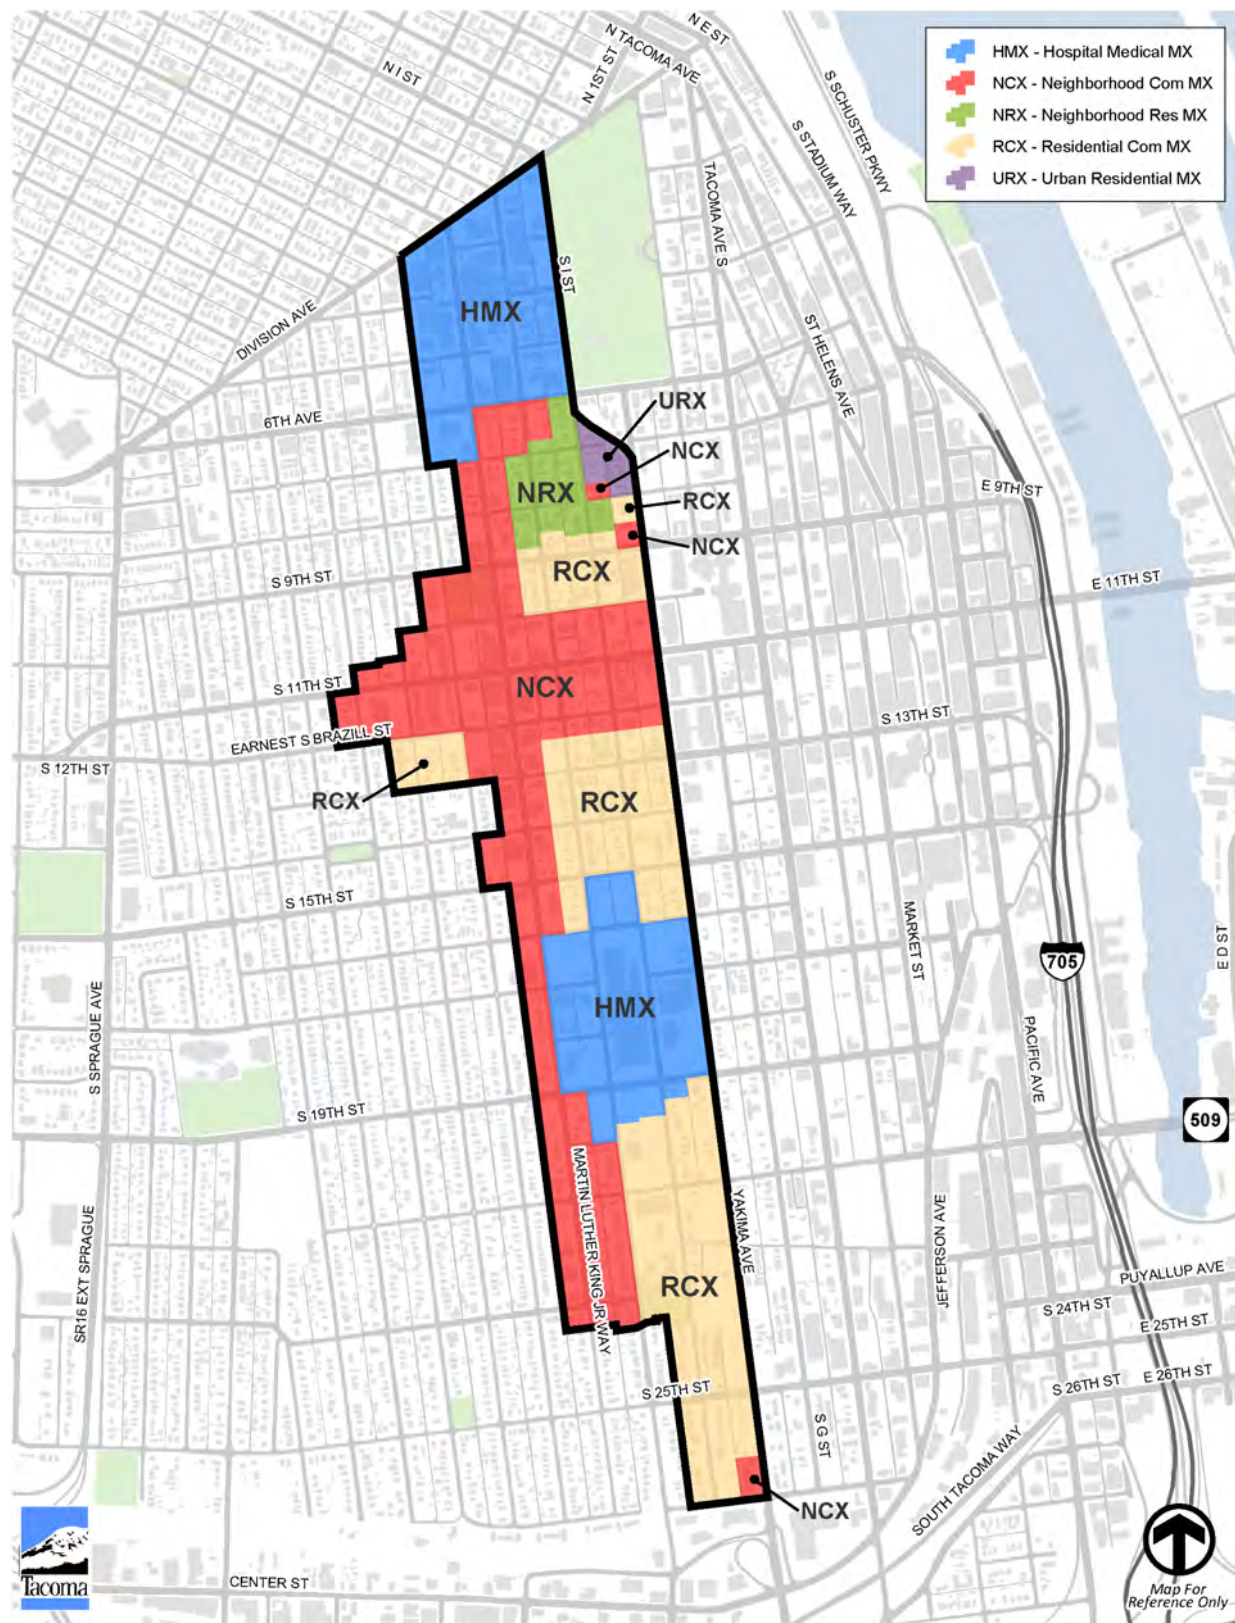 N E ST
N TACOMA AVE
N 1ST ST
N I ST
S SCHUSTER PKWY
S STADIUM WAY
TACOMA AVE S
ST HELENS AVE
HMX - Hospital Medical MX
NCX - Neighborhood Com MX
NRX - Neighborhood Res MX
RCX - Residential Com MX
URX - Urban Residential MX
S I ST
HMX
DIVISION AVE
6TH AVE
URX
NCX
NRX
RCX
E 9TH ST
NCX
RCX
S 9TH ST
E 11TH ST
S 11TH ST
NCX
EARNEST S BRAZILL ST
S 13TH ST
S 12TH ST
RCX
RCX
S 15TH ST
MARKET ST
705
E D ST
HMX
S SPRAGUE AVE
PACIFIC AVE
S 19TH ST
509
MARTIN LUTHER KING JR WAY
YAKIMA AVE
JEFFERSON AVE
SR16 EXT SPRAGUE
RCX
PUYALLUP AVE
S 24TH ST
E 25TH ST
S 25TH ST
S 26TH ST
E 26TH ST
S G ST
SOUTH TACOMA WAY
NCX
Tacoma
CENTER ST
Map For
Reference Only